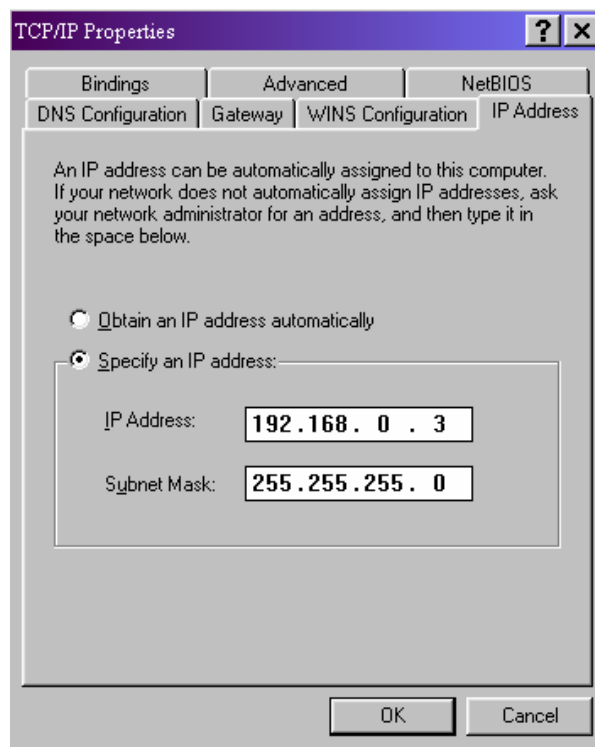 TCP/IP Properties
? ×
Bindings Advanced NetBIOS
DNS Configuration Gateway WINS Configuration IP Address
An IP address can be automatically assigned to this computer.
If your network does not automatically assign IP addresses, ask
your network administrator for an address, and then type it in
the space below.
Obtain an IP address automatically
Specify an IP address:
IP Address: 192.168. 0 . 3
Subnet Mask: 255.255.255. 0
OK Cancel